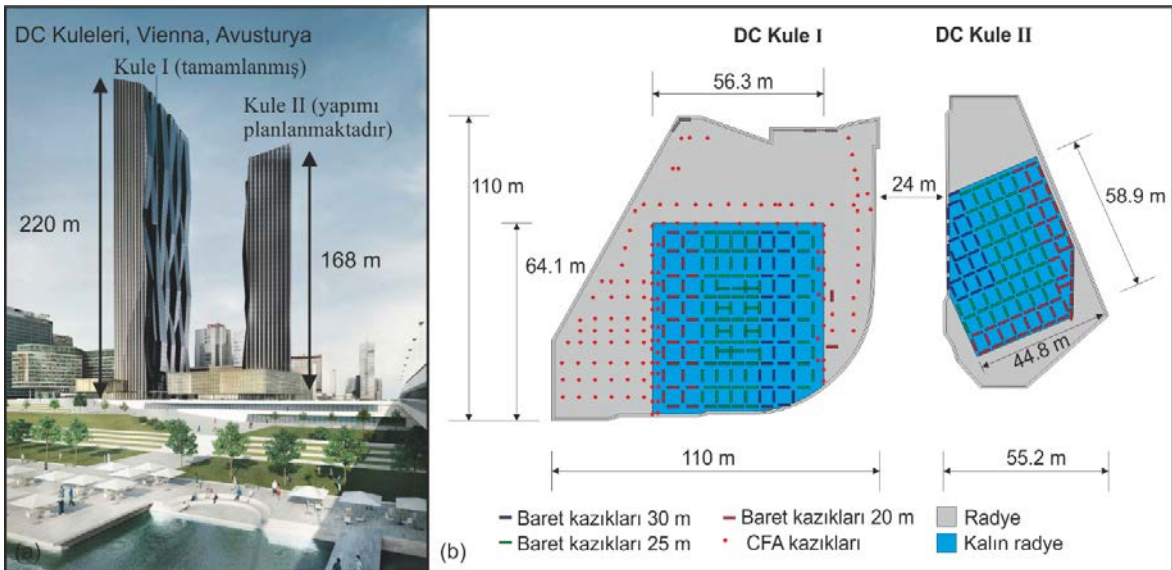 DC Kuleleri, Vienna, Avusturya
Kule I (tamamlanmış)
Kule II (yapımı
planlanmaktadır)
220 m
168 m
(a)
DC Kule I
DC Kule II
56.3 m
110 m
64.1 m
24 m
58.9 m
44.8 m
110 m
55.2 m
Baret kazıkları 30 m
Baret kazıkları 20 m
Radye
Baret kazıkları 25 m
CFA kazıkları
Kalın radye
(b)